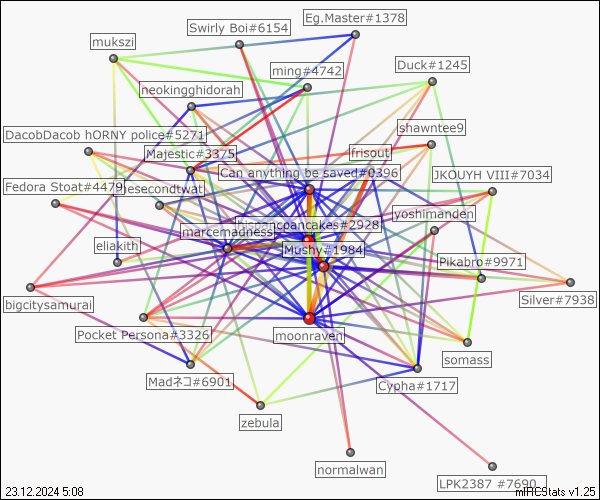 Eg.Master#1378
Swirly Boi#6154
mukszi
Duck#1245
ming#4742
neokingghidorah
shawntee9
DacobDacob hORNY police#5271
Majestic#3375
frisout
Can anything be saved#0396
JKOUYH VIII#7034
Fedora Stoat#4479
thesecondtwat
yoshimanden
hispancpancakes#2928
marcemadness
eliakith
Mushy#1984
Pikabro#9971
bigcitysamurai
Silver#7938
Pocket Persona#3326
moonraven
somass
Madネコ#6901
Cypha#1717
zebula
normalwan
LPK2387 #7690
23.12.2024 5:08
mIRCStats v1.25